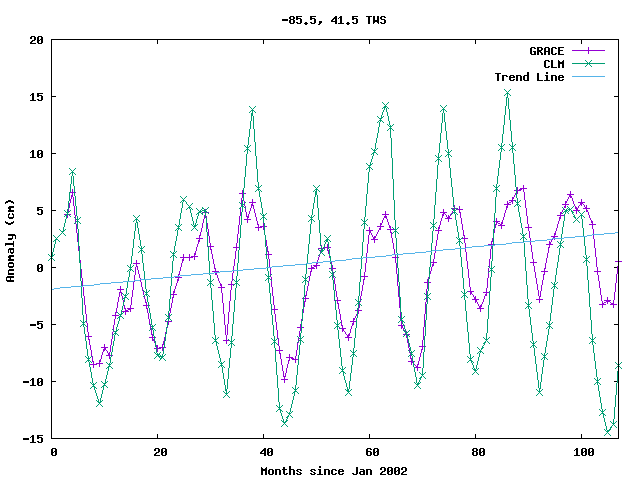 -85.5, 41.5 TWS
20
GRACE
CLM
Trend Line
15
10
5
0
-5
-10
-15
Anomaly (cm)
0 20 40 60 80 100
Months since Jan 2002